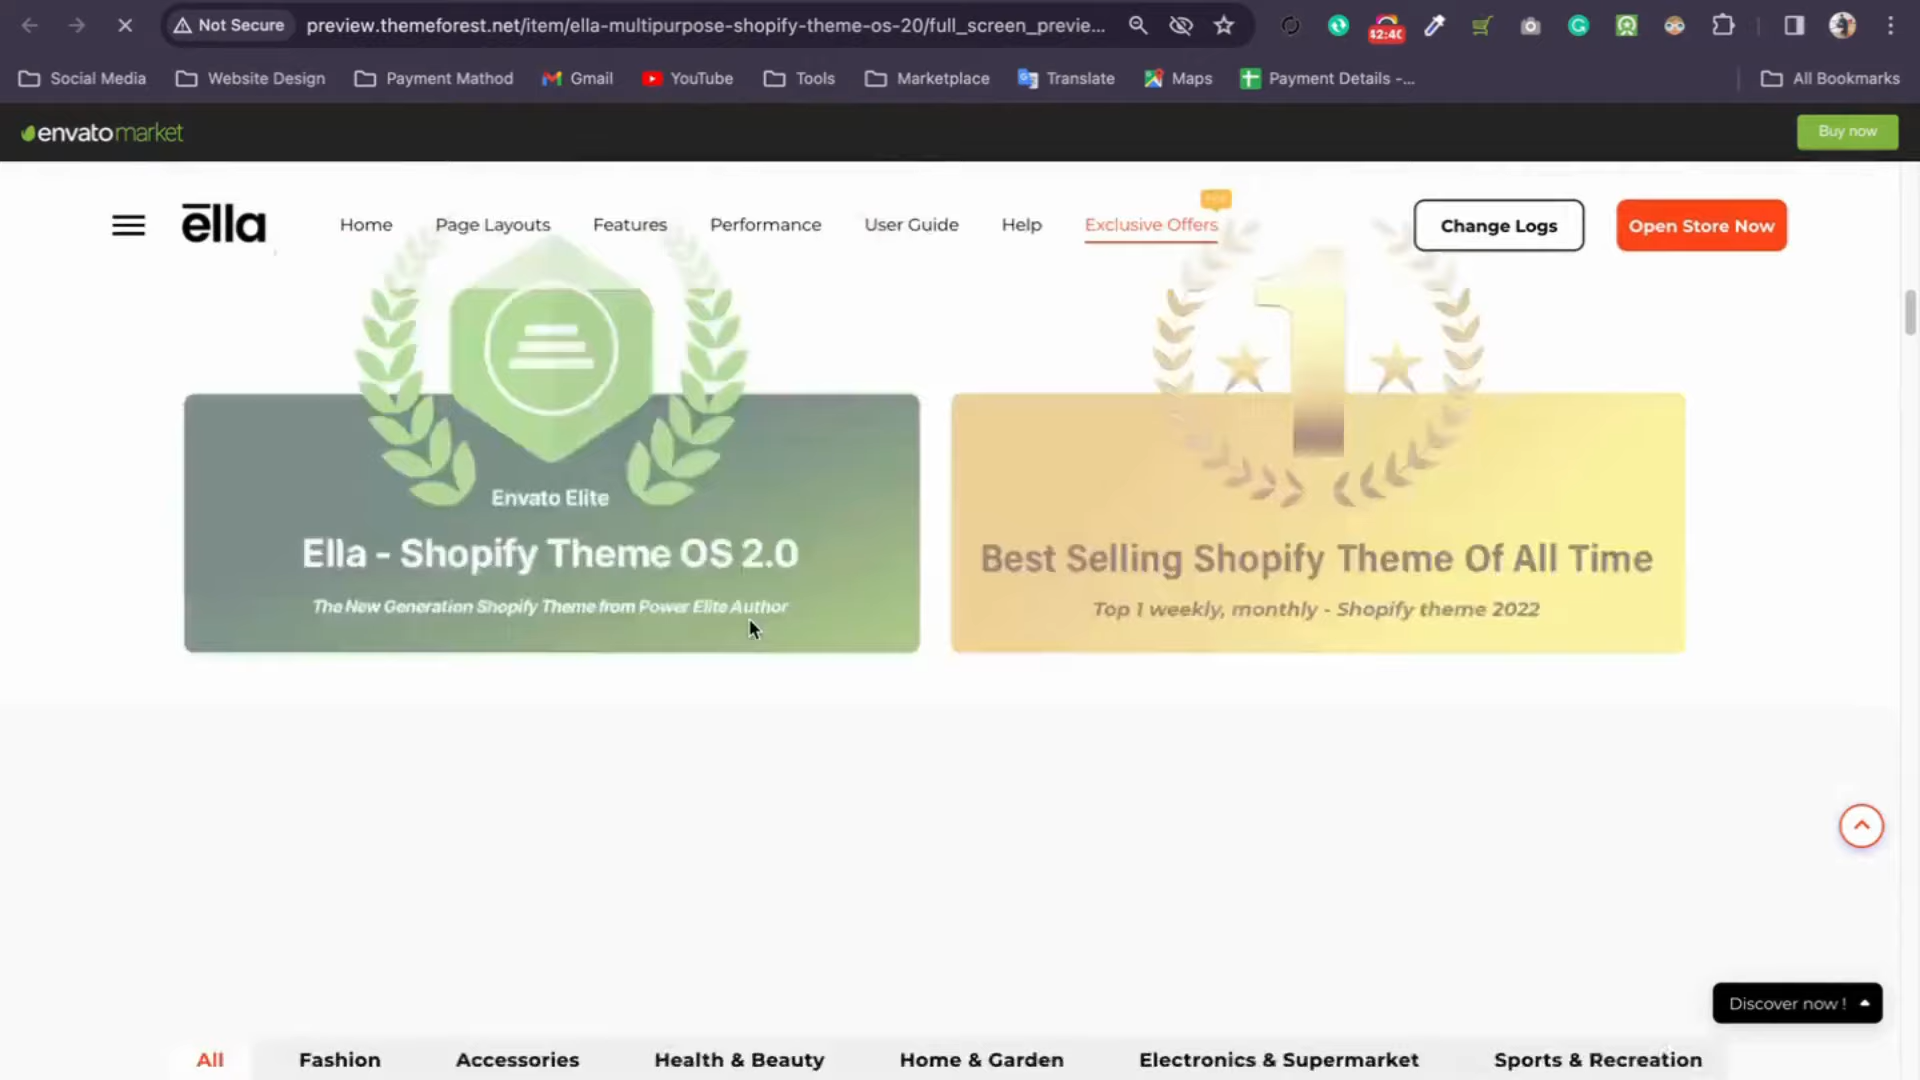 Not Secure
preview.themeforest.net/item/ella-multipurpose-shopify-theme-os-20/full_screen_previe...
42:40
Social Media
Website Design
Payment Mathod
Gmail
YouTube
Tools
Marketplace
Translate
Maps
Payment Details -...
All Bookmarks
envatomarket
Buy now
ella
Home
Page Layouts
Features
Performance
User Guide
Help
Exclusive Offers
Change Logs
Open Store Now
Envato Elite
Ella - Shopify Theme OS 2.0
The New Generation Shopify Theme from Power Elite Author
1
Best Selling Shopify Theme Of All Time
Top 1 weekly, monthly - Shopify theme 2022
Discover now !
All
Fashion
Accessories
Health & Beauty
Home & Garden
Electronics & Supermarket
Sports & Recreation